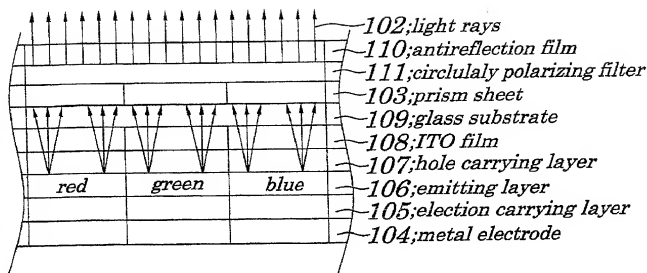 102;light rays
110;antireflection film
111;circlulaly polarizing filter
103;prism sheet
109;glass substrate
108;ITO film
107;hole carrying layer
red green blue 106;emitting layer
105;election carrying layer
104;metal electrode